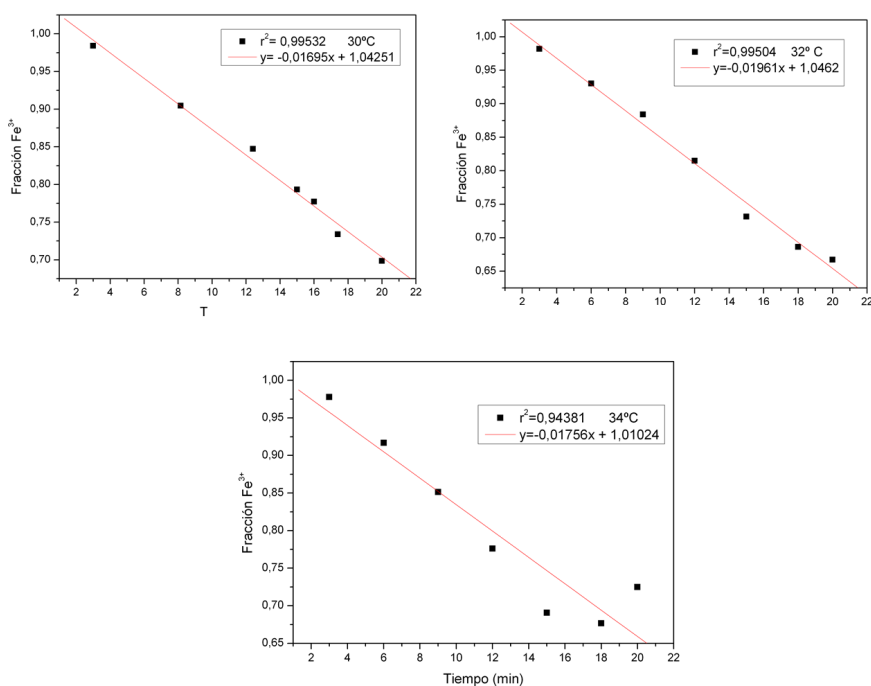 1,00
0,95
0,90
0,85
0,80
0,75
0,70
Fracción Fe³⁺
r²= 0,99532 30ºC
y= -0,01695x + 1,04251
2 4 6 8 10 12 14 16 18 20 22
T
1,00
0,95
0,90
0,85
0,80
0,75
0,70
0,65
Fracción Fe³⁺
r²=0,99504 32º C
y=-0,01961x + 1,0462
2 4 6 8 10 12 14 16 18 20 22
1,00
0,95
0,90
0,85
0,80
0,75
0,70
0,65
Fracción Fe³⁺
r²=0,94381 34ºC
y=-0,01756x + 1,01024
2 4 6 8 10 12 14 16 18 20 22
Tiempo (min)